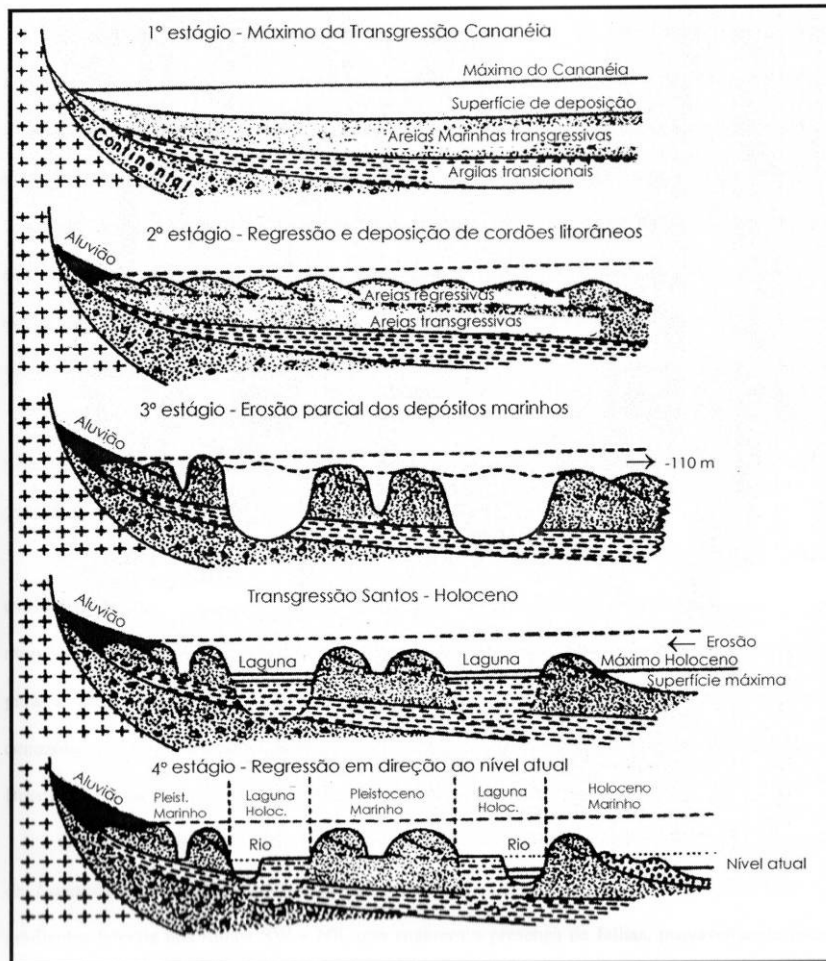 1º estágio - Máximo da Transgressão Cananéia
Máximo do Cananéia
Superfície de deposição
Areias Marinhas transgressivas
Continental
Argilas transicionais
2º estágio - Regressão e deposição de cordões litorâneos
Aluvião
Areias regressivas
Areias transgressivas
3º estágio - Erosão parcial dos depósitos marinhos
Aluvião
-110 m
Transgressão Santos - Holoceno
Aluvião
Erosão
Laguna
Laguna
Máximo Holoceno
Superfície máxima
4º estágio - Regressão em direção ao nível atual
Aluvião
Pleist. Marinho
Laguna Holoc.
Pleistoceno Marinho
Laguna Holoc.
Holoceno Marinho
Rio
Rio
Nível atual